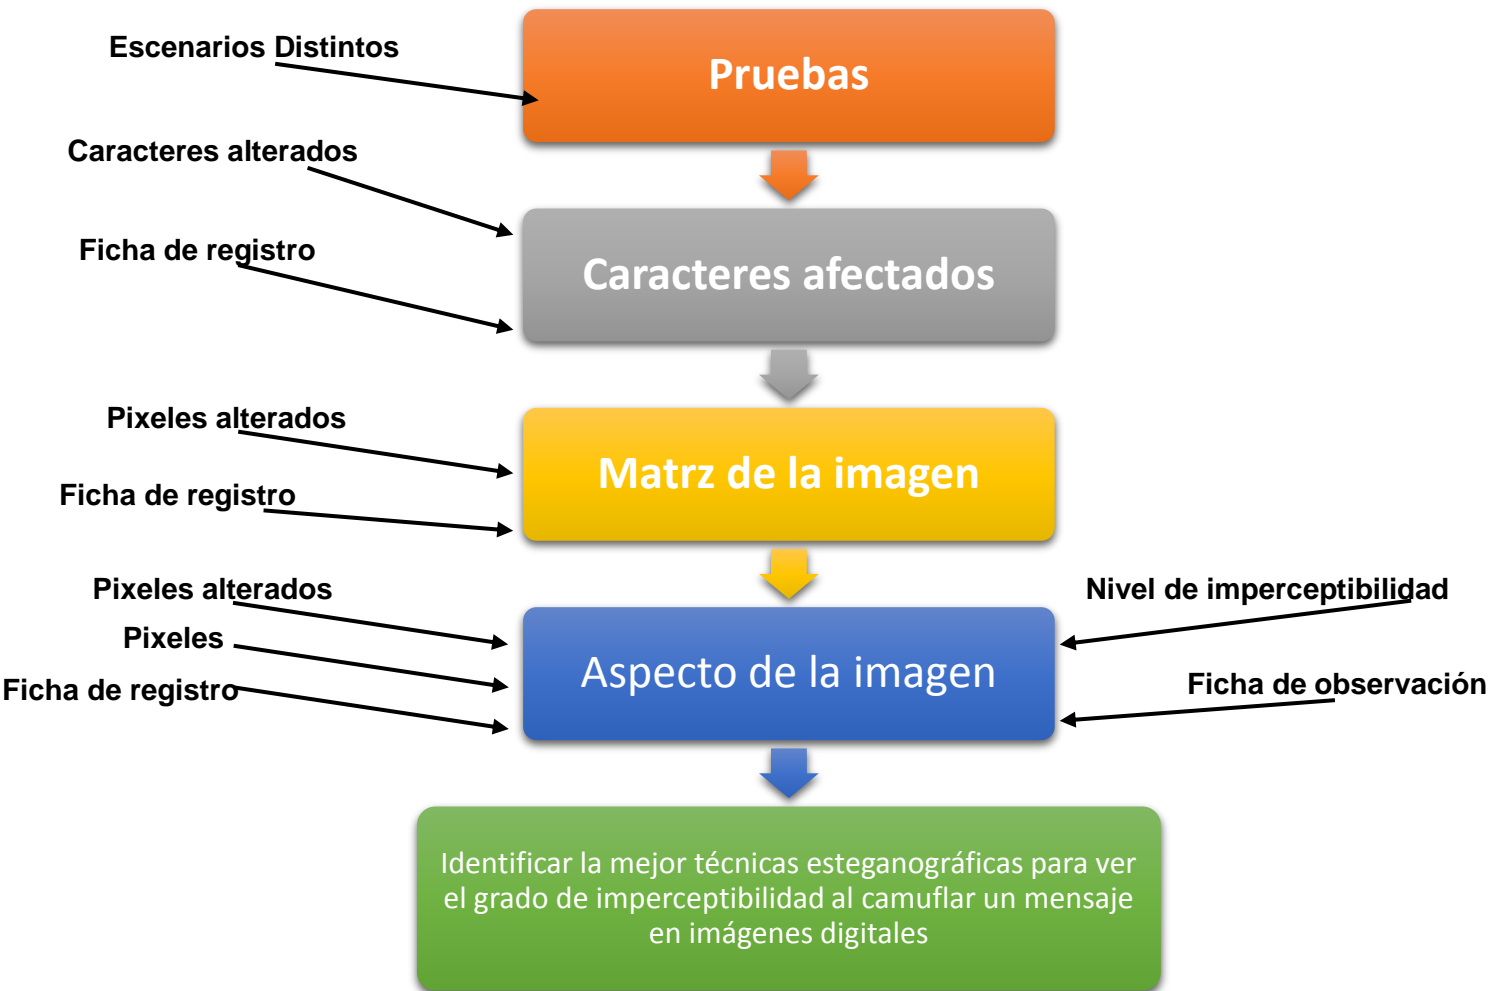 Escenarios Distintos
Pruebas
Caracteres alterados
Ficha de registro
Caracteres afectados
Pixeles alterados
Matrz de la imagen
Ficha de registro
Pixeles alterados
Nivel de imperceptibilidad
Pixeles
Aspecto de la imagen
Ficha de registro
Ficha de observación
Identificar la mejor técnicas esteganográficas para ver
el grado de imperceptibilidad al camuflar un mensaje
en imágenes digitales